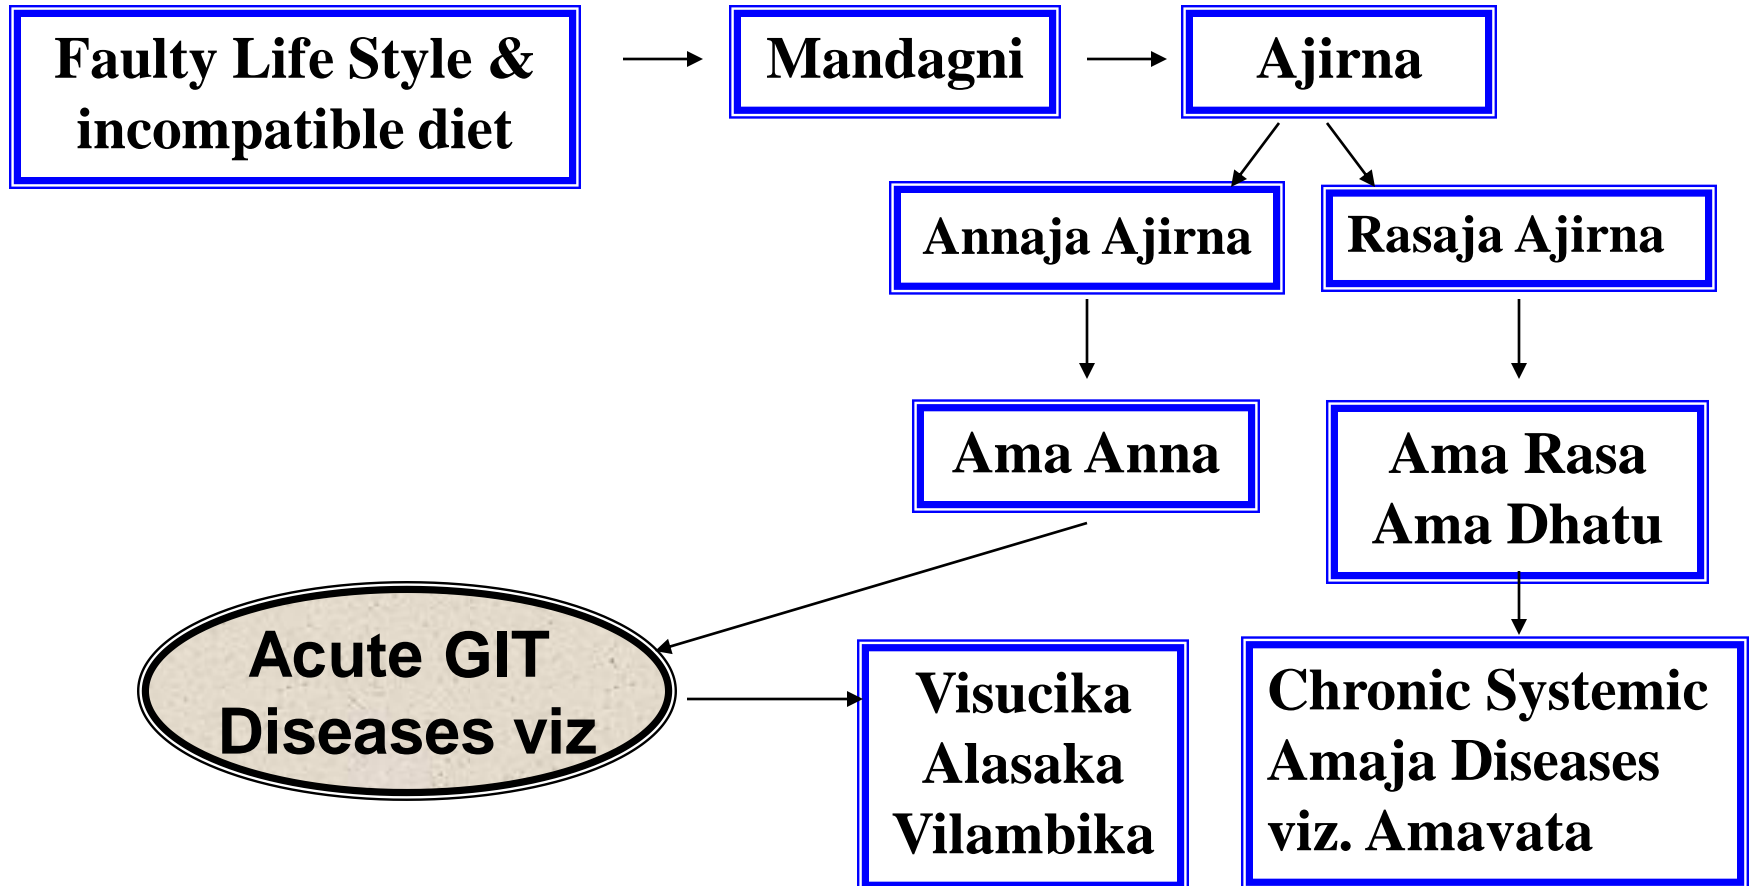 Faulty Life Style &
incompatible diet
Mandagni
Ajirna
Annaja Ajirna
Rasaja Ajirna
Ama Anna
Ama Rasa
Ama Dhatu
Acute GIT
Diseases viz
Visucika
Alasaka
Vilambika
Chronic Systemic
Amaja Diseases
viz. Amavata